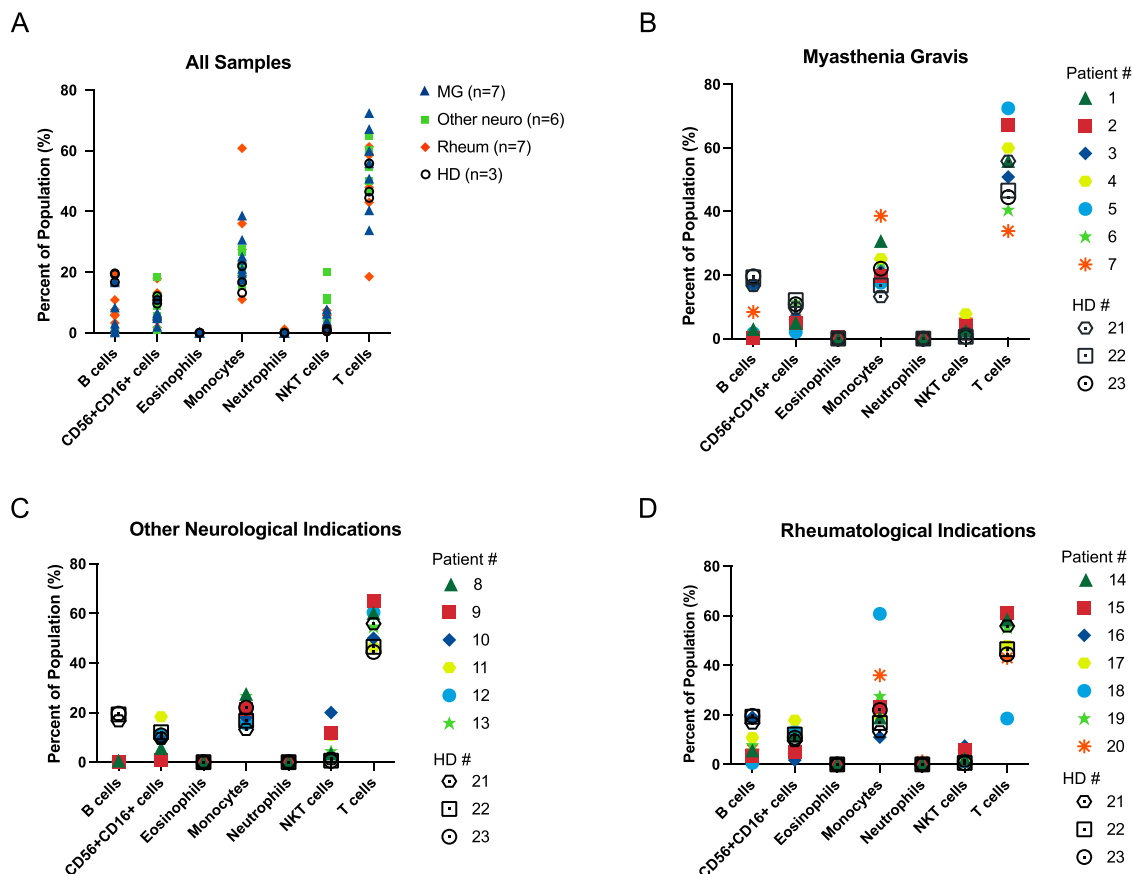 A
All Samples
Percent of Population (%)
80
60
40
20
0
B cells
CD56+CD16+ cells
Eosinophils
Monocytes
Neutrophils
NKT cells
T cells
MG (n=7)
Other neuro (n=6)
Rheum (n=7)
HD (n=3)
B
Myasthenia Gravis
Percent of Population (%)
80
60
40
20
0
B cells
CD56+CD16+ cells
Eosinophils
Monocytes
Neutrophils
NKT cells
T cells
Patient #
1
2
3
4
5
6
7
HD #
21
22
23
C
Other Neurological Indications
Percent of Population (%)
80
60
40
20
0
B cells
CD56+CD16+ cells
Eosinophils
Monocytes
Neutrophils
NKT cells
T cells
Patient #
8
9
10
11
12
13
HD #
21
22
23
D
Rheumatological Indications
Percent of Population (%)
80
60
40
20
0
B cells
CD56+CD16+ cells
Eosinophils
Monocytes
Neutrophils
NKT cells
T cells
Patient #
14
15
16
17
18
19
20
HD #
21
22
23